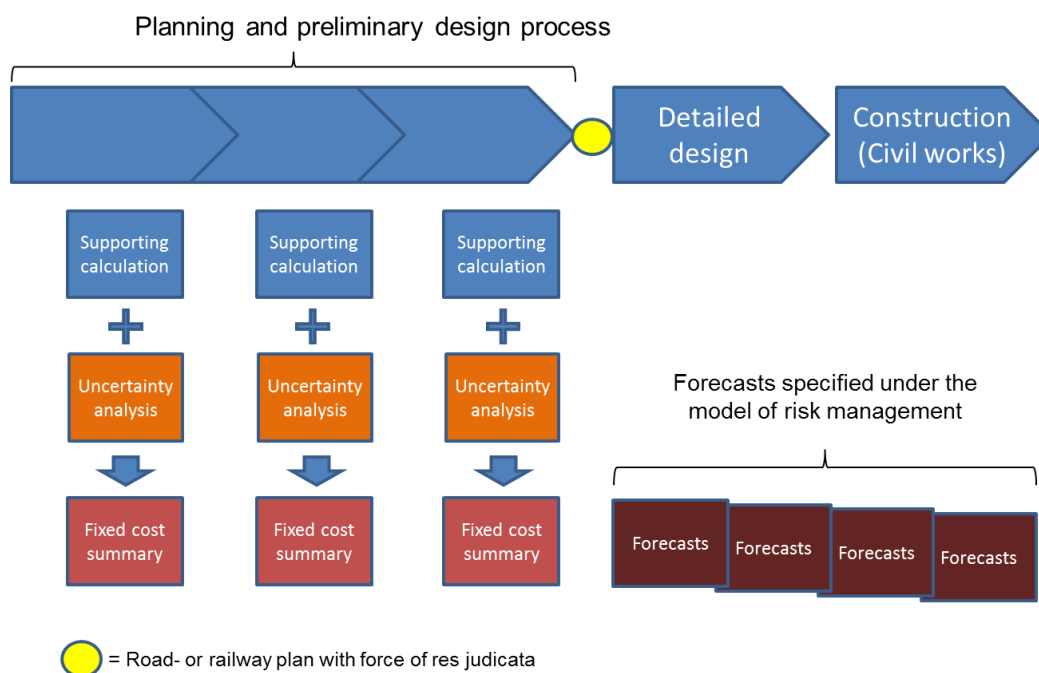 Planning and preliminary design process
Detailed
design
Construction
(Civil works)
Supporting
calculation
Supporting
calculation
Supporting
calculation
Uncertainty
analysis
Uncertainty
analysis
Uncertainty
analysis
Forecasts specified under the
model of risk management
Fixed cost
summary
Fixed cost
summary
Fixed cost
summary
Forecasts
Forecasts
Forecasts
Forecasts
= Road- or railway plan with force of res judicata